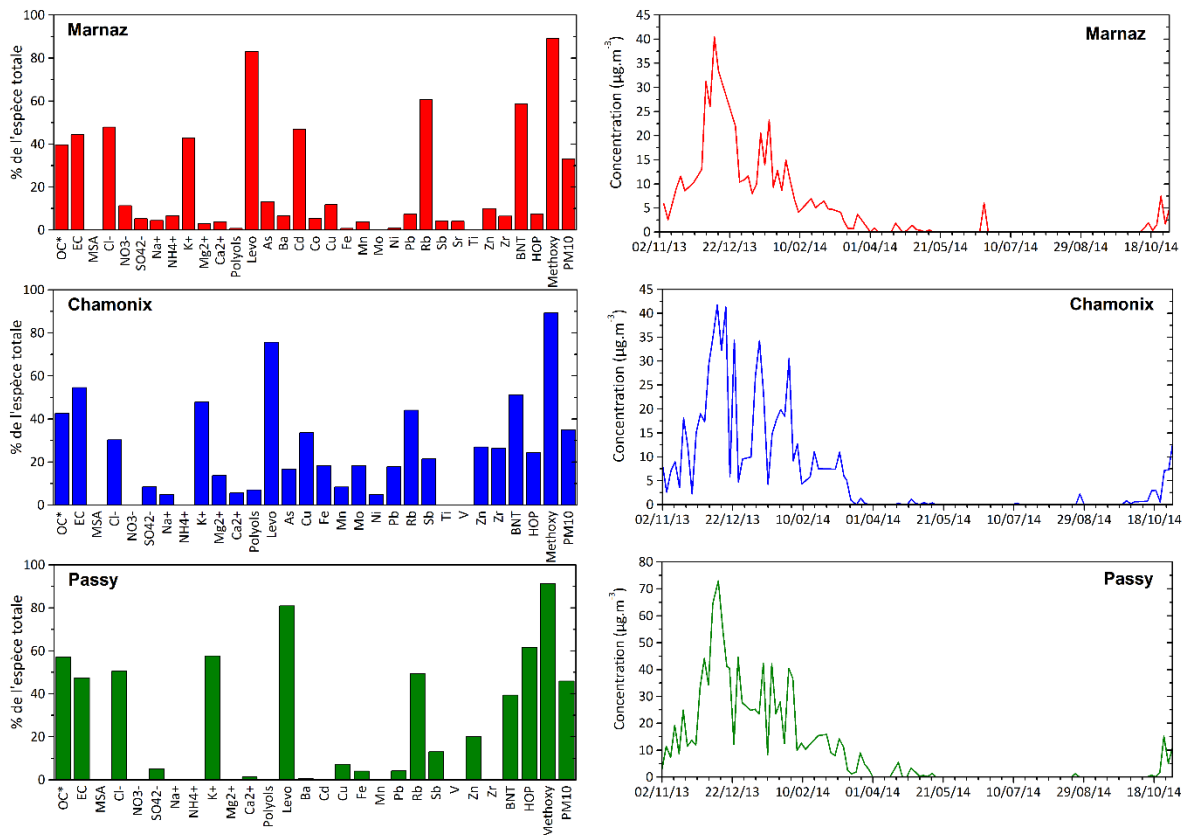 Marnaz
% de l'espèce totale
100
80
60
40
20
0
OC* EC MSA Cl- NO3- SO42- Na+ NH4+ K+ Mg2+ Ca2+ Polyols Levo As Ba Cd Co Cu Fe Mn Mo Ni Pb Rb Sb Sr Ti Zn Zr BNT HOP Methoxy PM10
Marnaz
Concentration (µg.m-3)
45
40
35
30
25
20
15
10
5
0
02/11/13 22/12/13 10/02/14 01/04/14 21/05/14 10/07/14 29/08/14 18/10/14
Chamonix
% de l'espèce totale
100
80
60
40
20
0
OC* EC MSA Cl- NO3- SO42- Na+ NH4+ K+ Mg2+ Ca2+ Polyols Levo As Cu Fe Mn Mo Ni Pb Rb Sb Ti V Zn Zr BNT HOP Methoxy PM10
Chamonix
Concentration (µg.m-3)
45
40
35
30
25
20
15
10
5
0
02/11/13 22/12/13 10/02/14 01/04/14 21/05/14 10/07/14 29/08/14 18/10/14
Passy
% de l'espèce totale
100
80
60
40
20
0
OC* EC MSA Cl- NO3- SO42- Na+ NH4+ K+ Mg2+ Ca2+ Polyols Levo Ba Cd Cu Fe Mn Pb Rb Sb V Zn Zr BNT HOP Methoxy PM10
Passy
Concentration (µg.m-3)
80
70
60
50
40
30
20
10
0
02/11/13 22/12/13 10/02/14 01/04/14 21/05/14 10/07/14 29/08/14 18/10/14